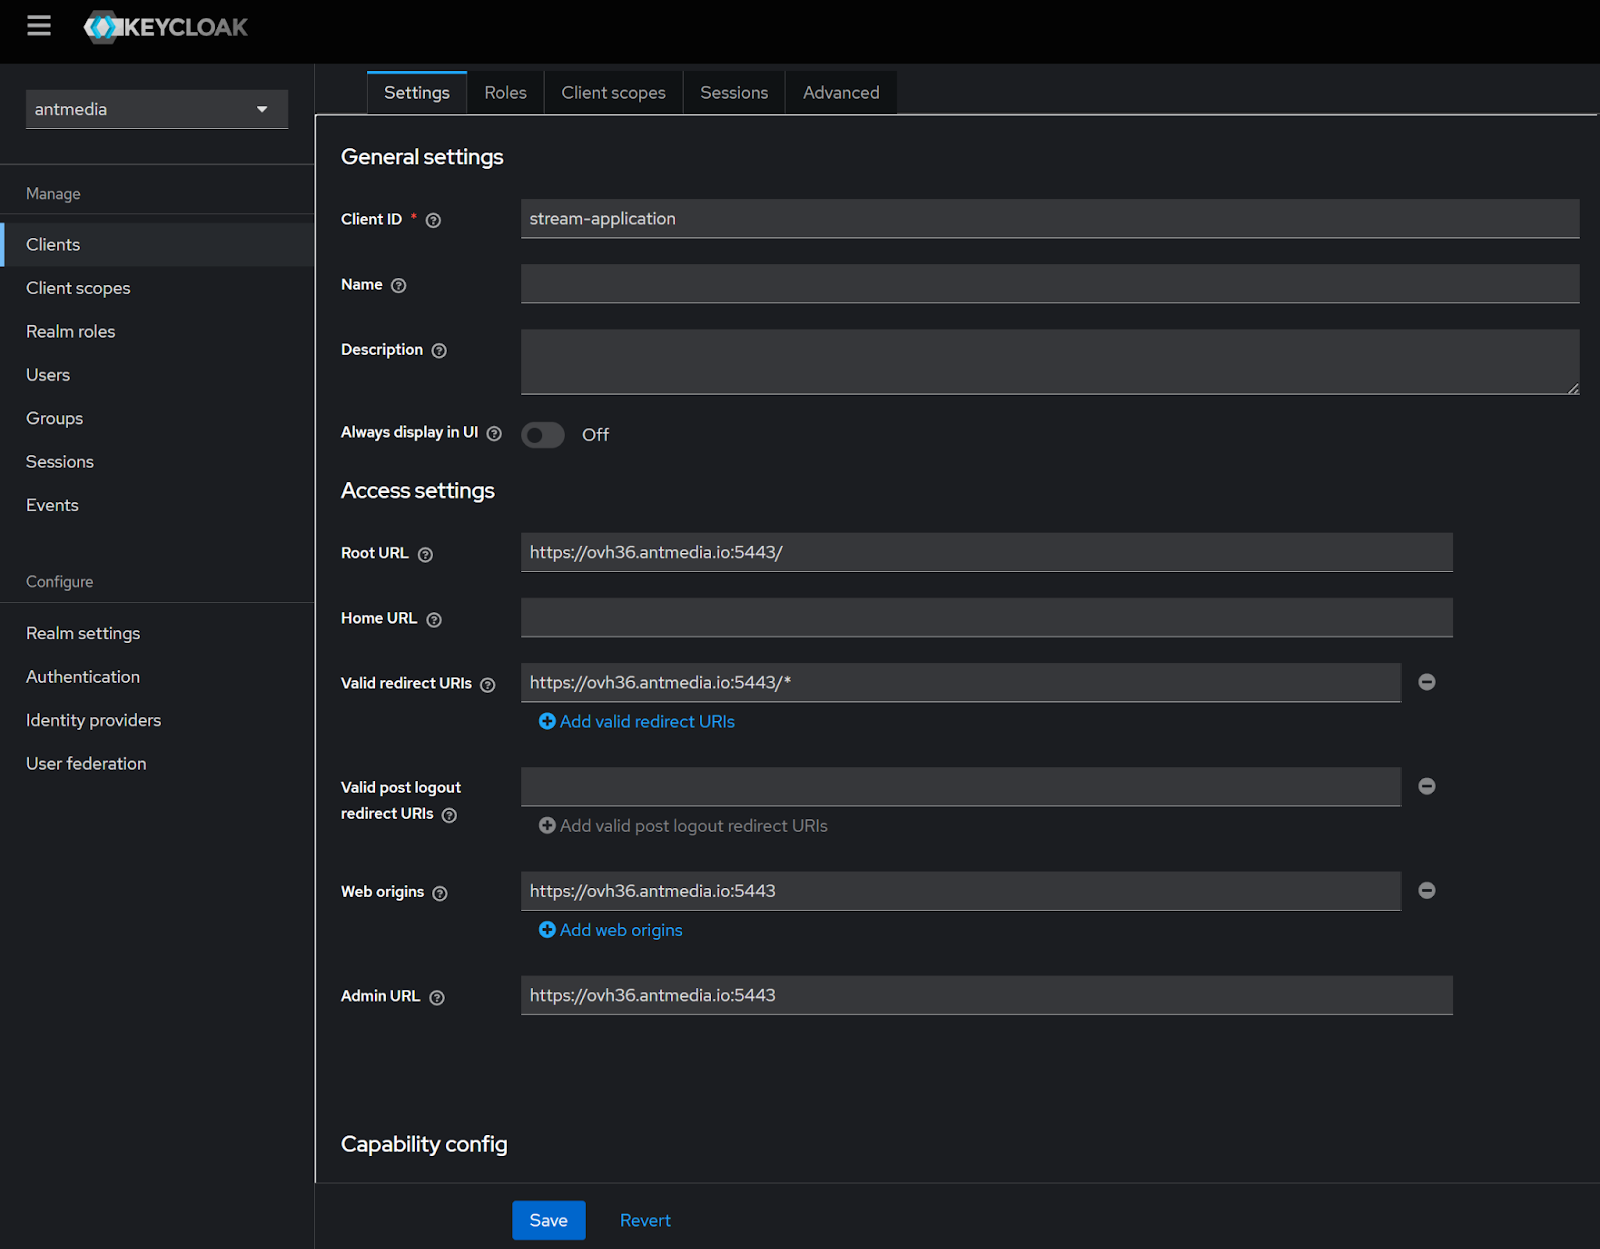 KEYCLOAK
antmedia
Manage
Clients
Client scopes
Realm roles
Users
Groups
Sessions
Events
Configure
Realm settings
Authentication
Identity providers
User federation
Settings
Roles
Client scopes
Sessions
Advanced
General settings
Client ID *
stream-application
Name
Description
Always display in UI
Off
Access settings
Root URL
https://ovh36.antmedia.io:5443/
Home URL
Valid redirect URIs
https://ovh36.antmedia.io:5443/*
Add valid redirect URIs
Valid post logout
redirect URIs
Add valid post logout redirect URIs
Web origins
https://ovh36.antmedia.io:5443
Add web origins
Admin URL
https://ovh36.antmedia.io:5443
Capability config
Save
Revert